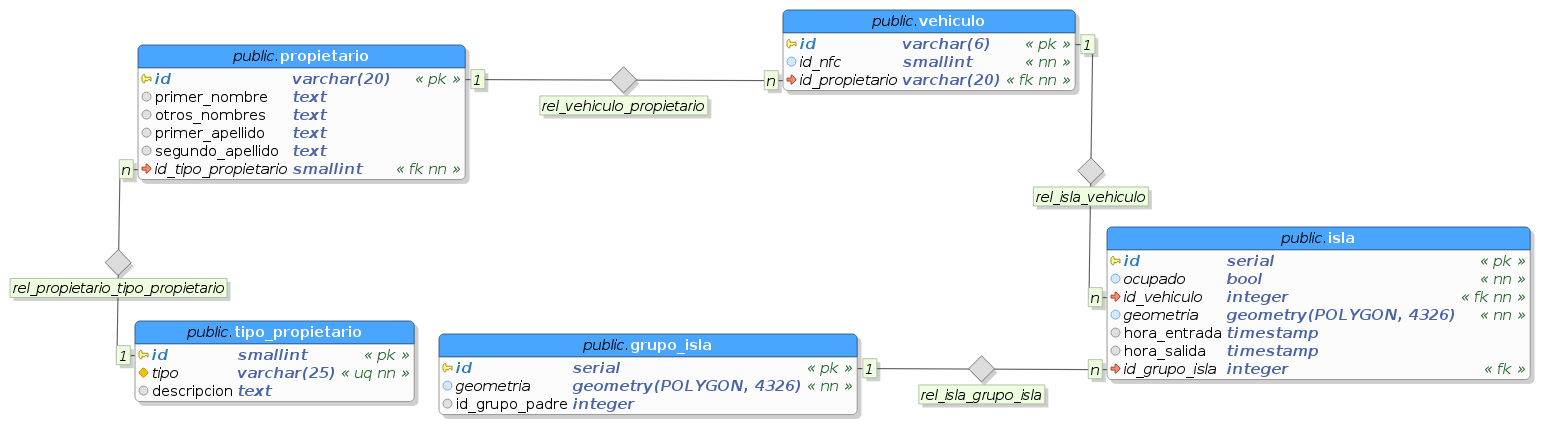 public.propietario
id varchar(20) « pk »
primer_nombre text
otros_nombres text
primer_apellido text
segundo_apellido text
id_tipo_propietario smallint « fk nn »
1
n
rel_vehiculo_propietario
public.vehiculo
id varchar(6) « pk »
id_nfc smallint « nn »
id_propietario varchar(20) « fk nn »
1
rel_isla_vehiculo
n
public.isla
id serial « pk »
ocupado bool « nn »
id_vehiculo integer « fk nn »
geometria geometry(POLYGON, 4326) « nn »
hora_entrada timestamp
hora_salida timestamp
id_grupo_isla integer « fk »
n
rel_propietario_tipo_propietario
1
public.tipo_propietario
id smallint « pk »
tipo varchar(25) « uq nn »
descripcion text
public.grupo_isla
id serial « pk »
geometria geometry(POLYGON, 4326) « nn »
id_grupo_padre integer
1
rel_isla_grupo_isla
n